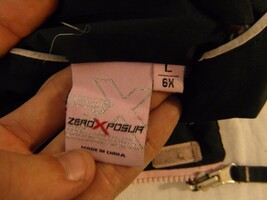 L
6X
ZEROXPOSUR
MADE IN CHINA